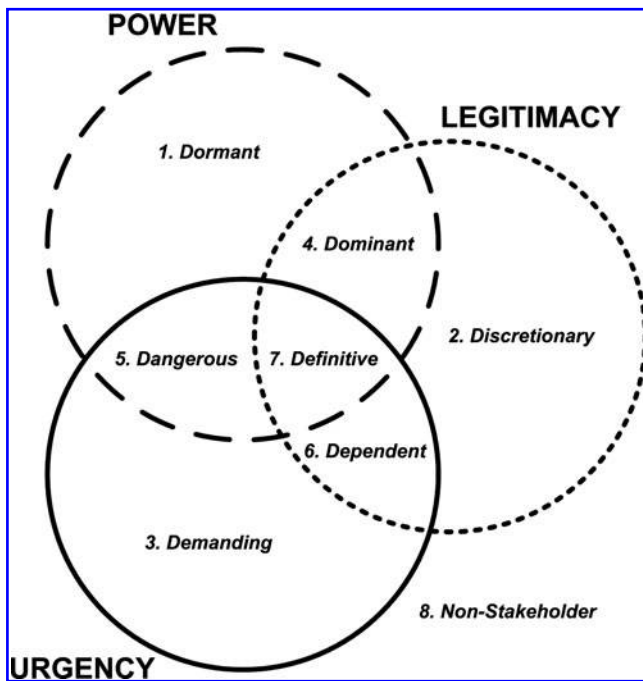 POWER
LEGITIMACY
1. Dormant
4. Dominant
2. Discretionary
5. Dangerous
7. Definitive
6. Dependent
3. Demanding
8. Non-Stakeholder
URGENCY